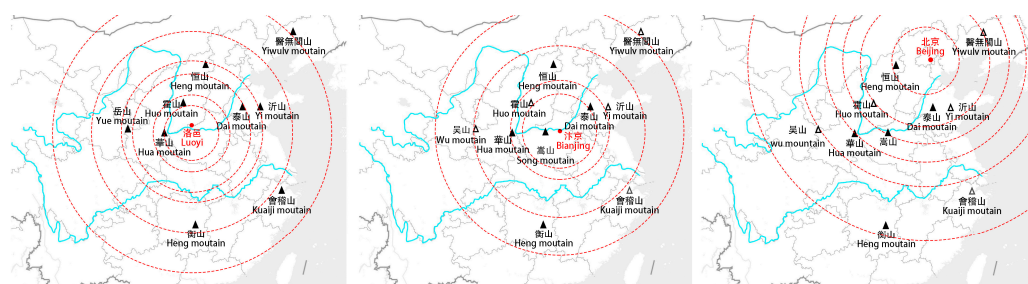 醫無閭山
Yiwulv moutain
恒山
Heng moutain
霍山
Huo moutain
岳山
Yue moutain
泰山
Dai moutain
沂山
Yi moutain
洛邑
Luoyi
華山
Hua moutain
會稽山
Kuaiji moutain
衡山
Heng moutain
醫無閭山
Yiwulv moutain
恒山
Heng moutain
霍山
Huo moutain
泰山
Dai moutain
沂山
Yi moutain
吴山
Wu moutain
華山
Hua moutain
嵩山
Song moutain
汴京
Bianjing
會稽山
Kuaiji moutain
衡山
Heng moutain
北京
Beijing
醫無閭山
Yiwulv moutain
恒山
Heng moutain
霍山
Huo moutain
泰山
Dai moutain
沂山
Yi moutain
吴山
wu mountain
華山
Hua moutain
嵩山
會稽山
Kuaiji moutain
衡山
Heng moutain